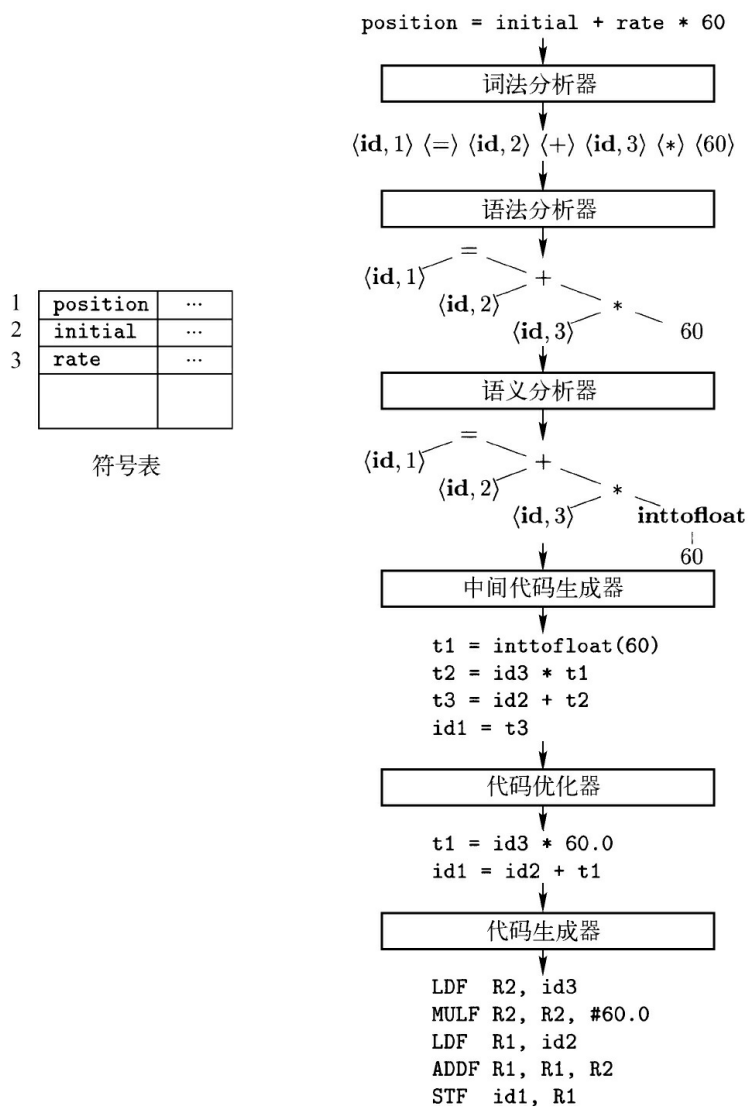 position = initial + rate * 60
词法分析器
⟨id, 1⟩ ⟨=⟩ ⟨id, 2⟩ ⟨+⟩ ⟨id, 3⟩ ⟨*⟩ ⟨60⟩
语法分析器
=
⟨id, 1⟩ +
⟨id, 2⟩ *
⟨id, 3⟩ 60
1 position ...
2 initial ...
3 rate ...
符号表
语义分析器
=
⟨id, 1⟩ +
⟨id, 2⟩ *
⟨id, 3⟩ inttofloat
60
中间代码生成器
t1 = inttofloat(60)
t2 = id3 * t1
t3 = id2 + t2
id1 = t3
代码优化器
t1 = id3 * 60.0
id1 = id2 + t1
代码生成器
LDF R2, id3
MULF R2, R2, #60.0
LDF R1, id2
ADDF R1, R1, R2
STF id1, R1